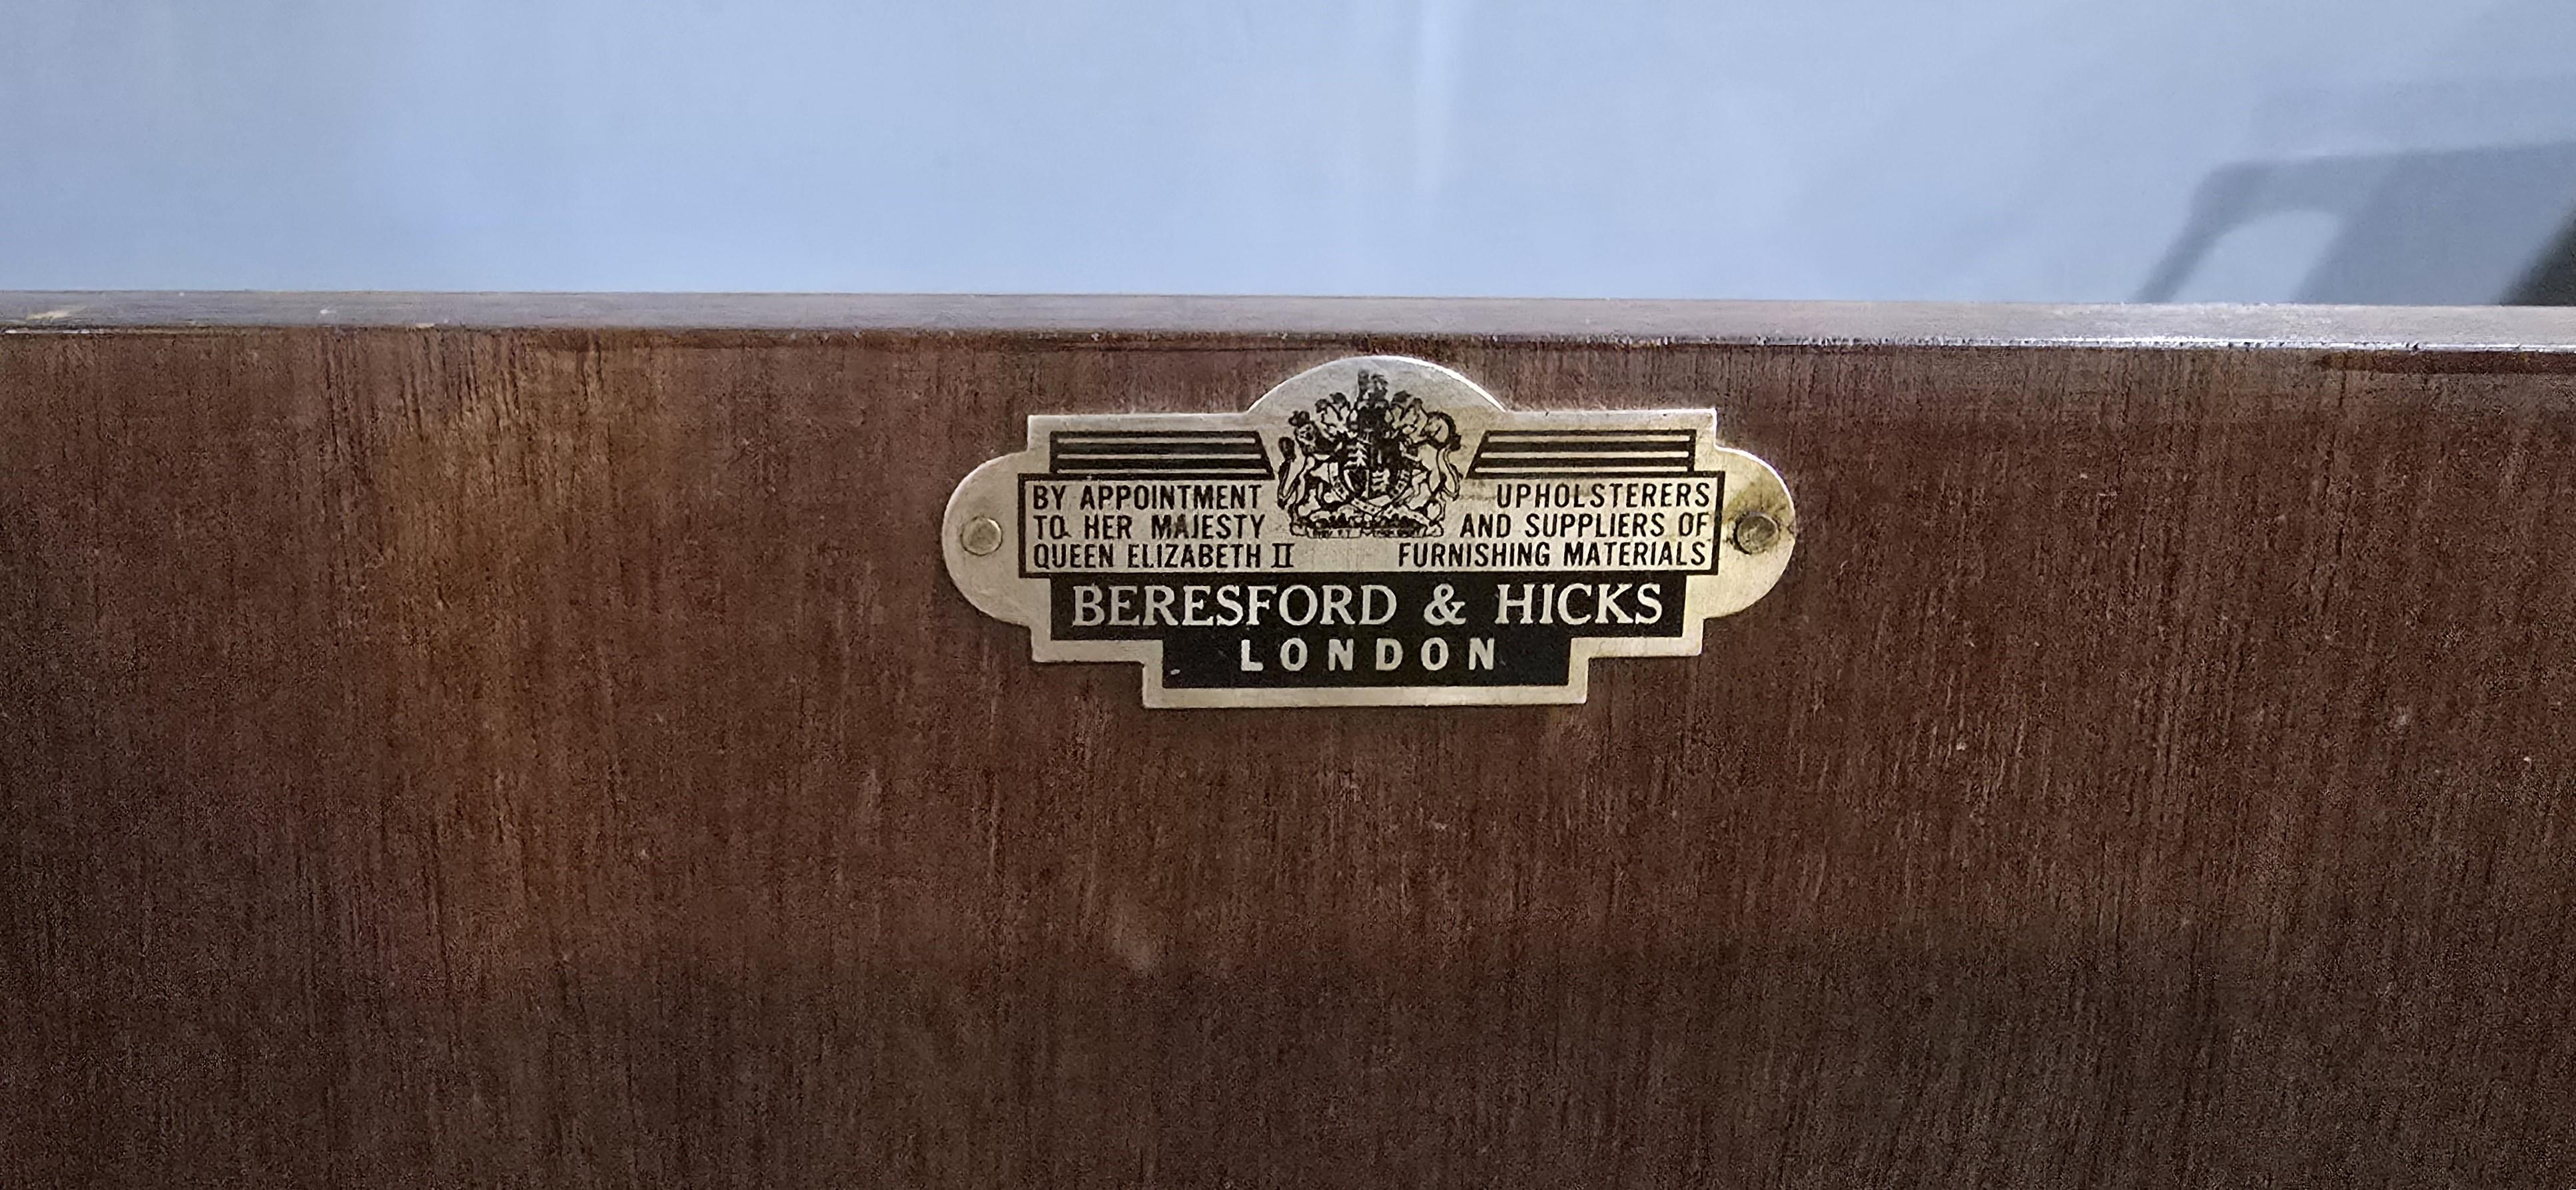 BY APPOINTMENT
TO HER MAJESTY
QUEEN ELIZABETH II
UPHOLSTERERS
AND SUPPLIERS OF
FURNISHING MATERIALS
BERESFORD & HICKS
LONDON